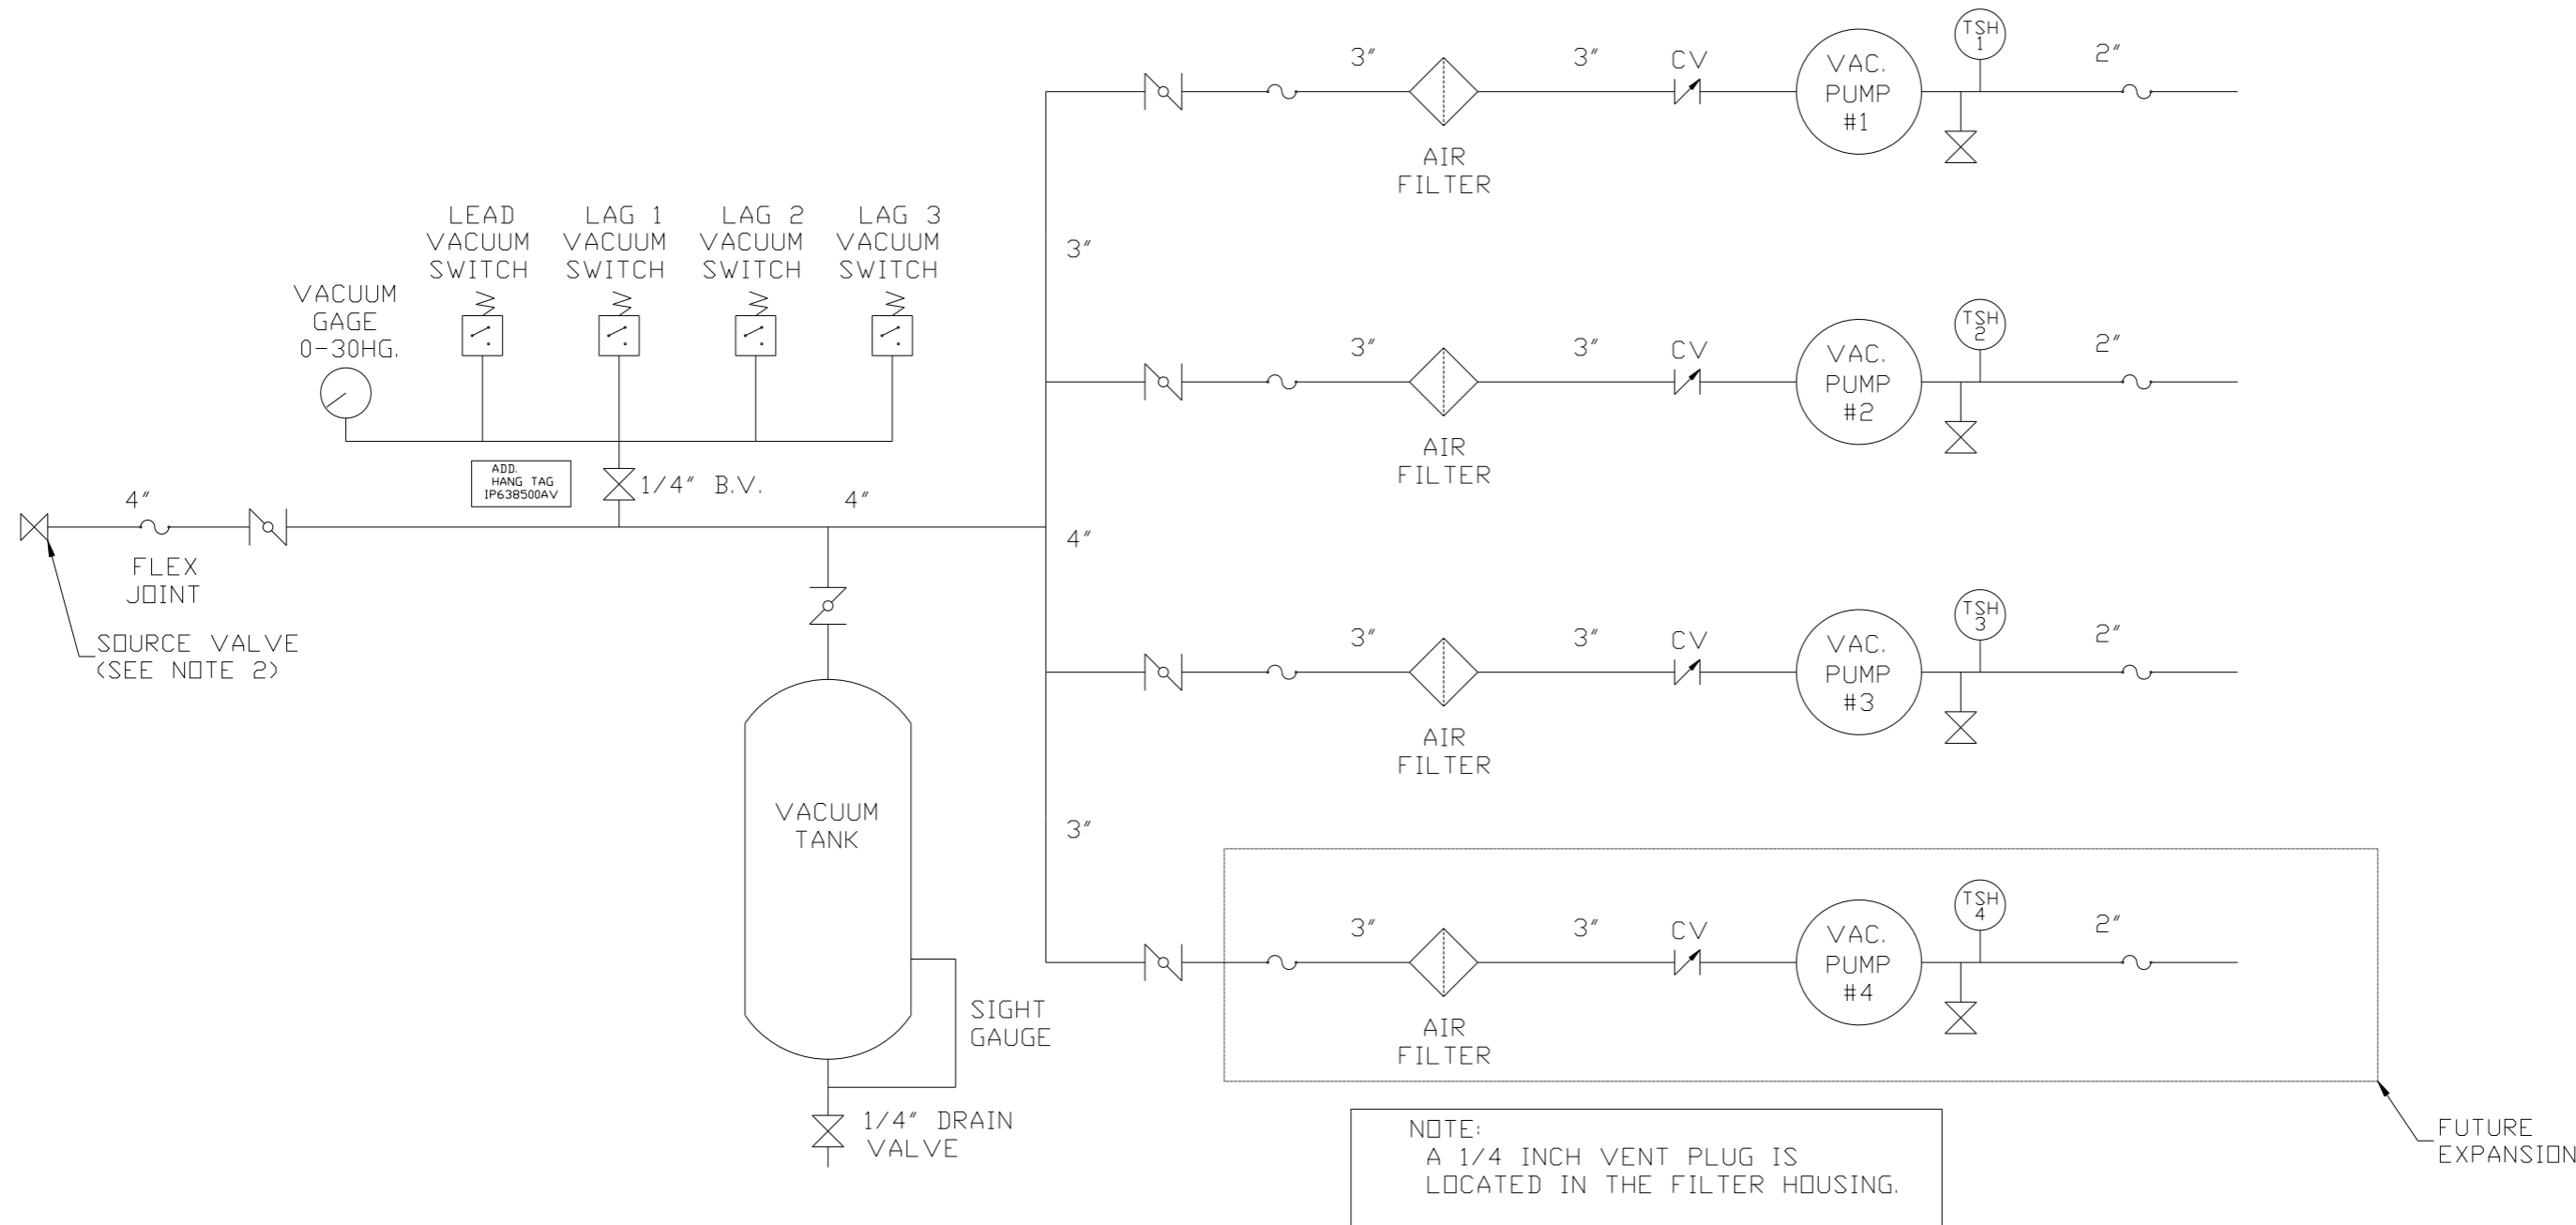 3"
3"
CV
VAC.
PUMP
#1
TSH
1
2"
AIR
FILTER
LEAD
VACUUM
SWITCH
LAG 1
VACUUM
SWITCH
LAG 2
VACUUM
SWITCH
LAG 3
VACUUM
SWITCH
3"
VACUUM
GAGE
0-30HG.
3"
3"
CV
VAC.
PUMP
#2
TSH
2
2"
AIR
FILTER
ADD.
HANG TAG
IP638500AV
1/4" B.V.
4"
4"
4"
FLEX
JOINT
SOURCE VALVE
(SEE NOTE 2)
3"
3"
CV
VAC.
PUMP
#3
TSH
3
2"
AIR
FILTER
VACUUM
TANK
3"
3"
3"
CV
VAC.
PUMP
#4
TSH
4
2"
AIR
FILTER
SIGHT
GAUGE
1/4" DRAIN
VALVE
NOTE:
A 1/4 INCH VENT PLUG IS
LOCATED IN THE FILTER HOUSING.
FUTURE
EXPANSION